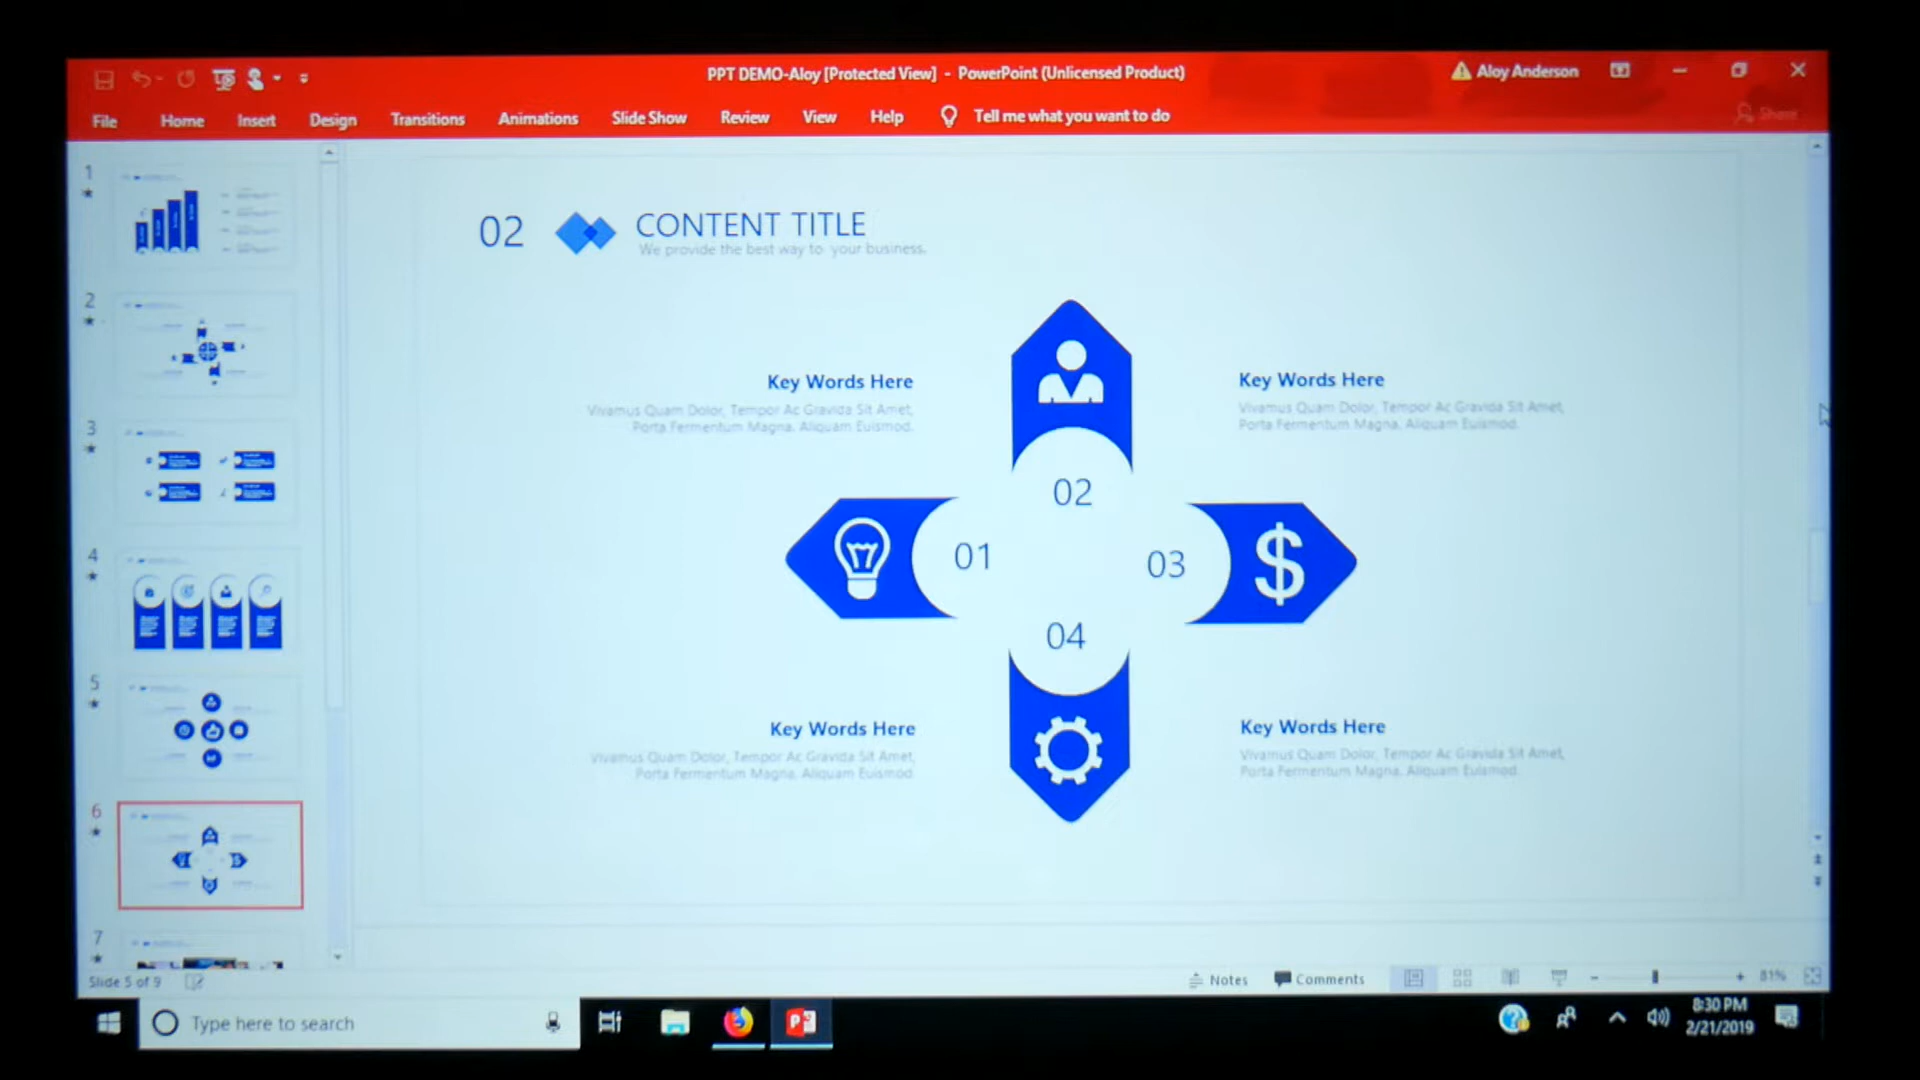 PPT DEMO-Aloy [Protected View] - PowerPoint (Unlicensed Product)
Aloy Anderson
File Home Insert Design Transitions Animations Slide Show Review View Help Tell me what you want to do Share
02 CONTENT TITLE
We provide the best way to your business.
Key Words Here
Vivamus Quam Dolor, Tempor Ac Gravida Sit Amet,
Porta Fermentum Magna. Aliquam Euismod.
Key Words Here
Vivamus Quam Dolor, Tempor Ac Gravida Sit Amet,
Porta Fermentum Magna. Aliquam Euismod.
02
01
03
04
$
Key Words Here
Vivamus Quam Dolor, Tempor Ac Gravida Sit Amet,
Porta Fermentum Magna. Aliquam Euismod.
Key Words Here
Vivamus Quam Dolor, Tempor Ac Gravida Sit Amet,
Porta Fermentum Magna. Aliquam Euismod.
1
2
3
4
5
6
7
Slide 5 of 9
Notes Comments 81%
Type here to search
8:30 PM
2/21/2019